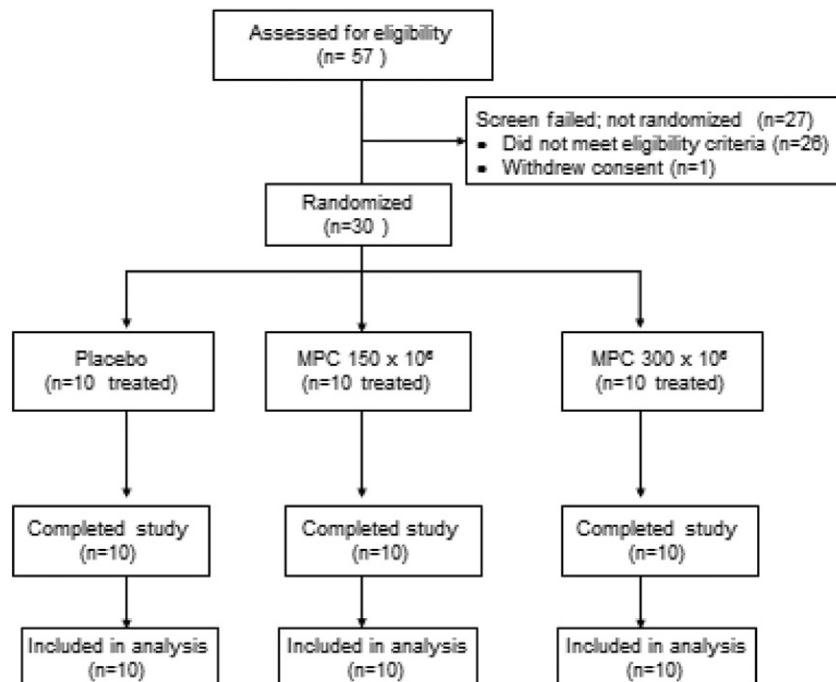 Assessed for eligibility
(n= 57 )
Screen failed; not randomized (n=27)
• Did not meet eligibility criteria (n=26)
• Withdrew consent (n=1)
Randomized
(n=30 )
Placebo
(n=10 treated)
MPC 150 x 10⁶
(n=10 treated)
MPC 300 x 10⁶
(n=10 treated)
Completed study
(n=10)
Completed study
(n=10)
Completed study
(n=10)
Included in analysis
(n=10)
Included in analysis
(n=10)
Included in analysis
(n=10)